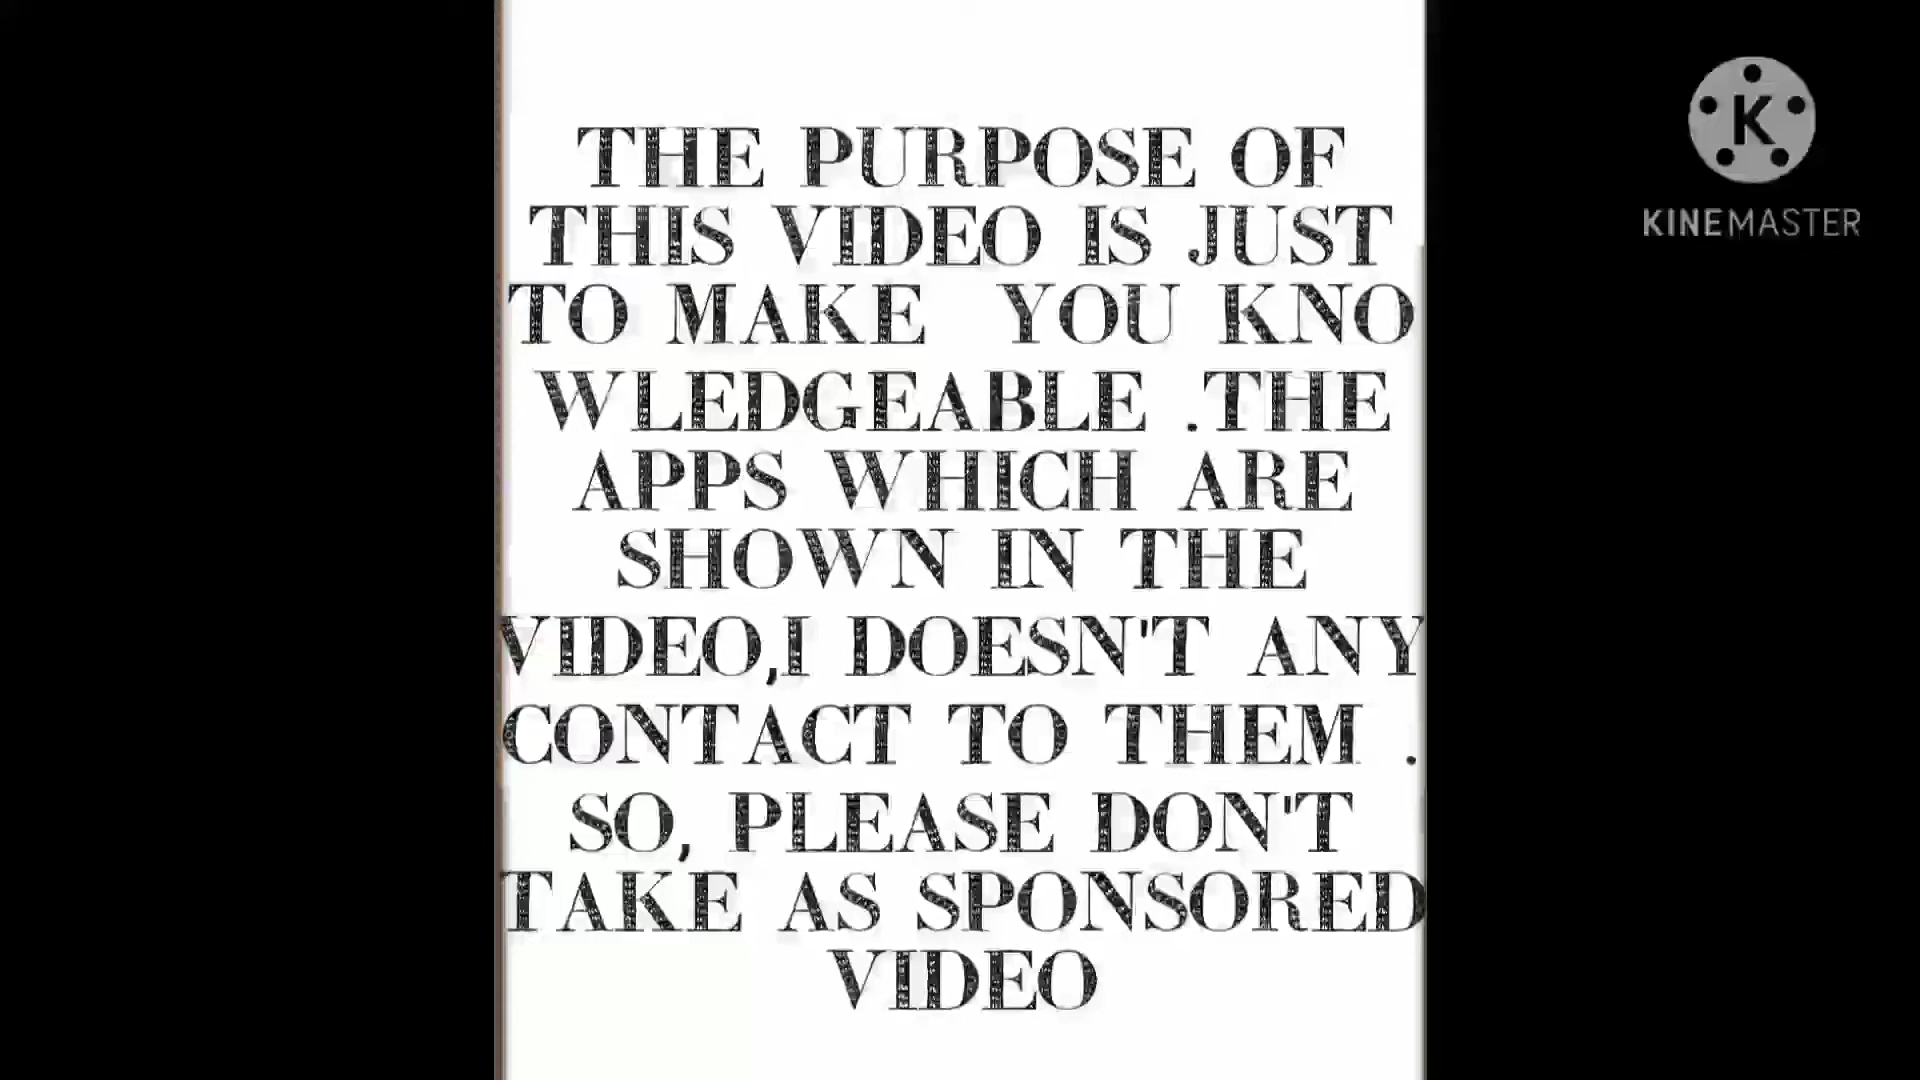 THE PURPOSE OF
THIS VIDEO IS JUST
TO MAKE YOU KNO
WLEDGEABLE .THE
APPS WHICH ARE
SHOWN IN THE
VIDEO,I DOESN'T ANY
CONTACT TO THEM .
SO, PLEASE DON'T
TAKE AS SPONSORED
VIDEO
K
KINEMASTER